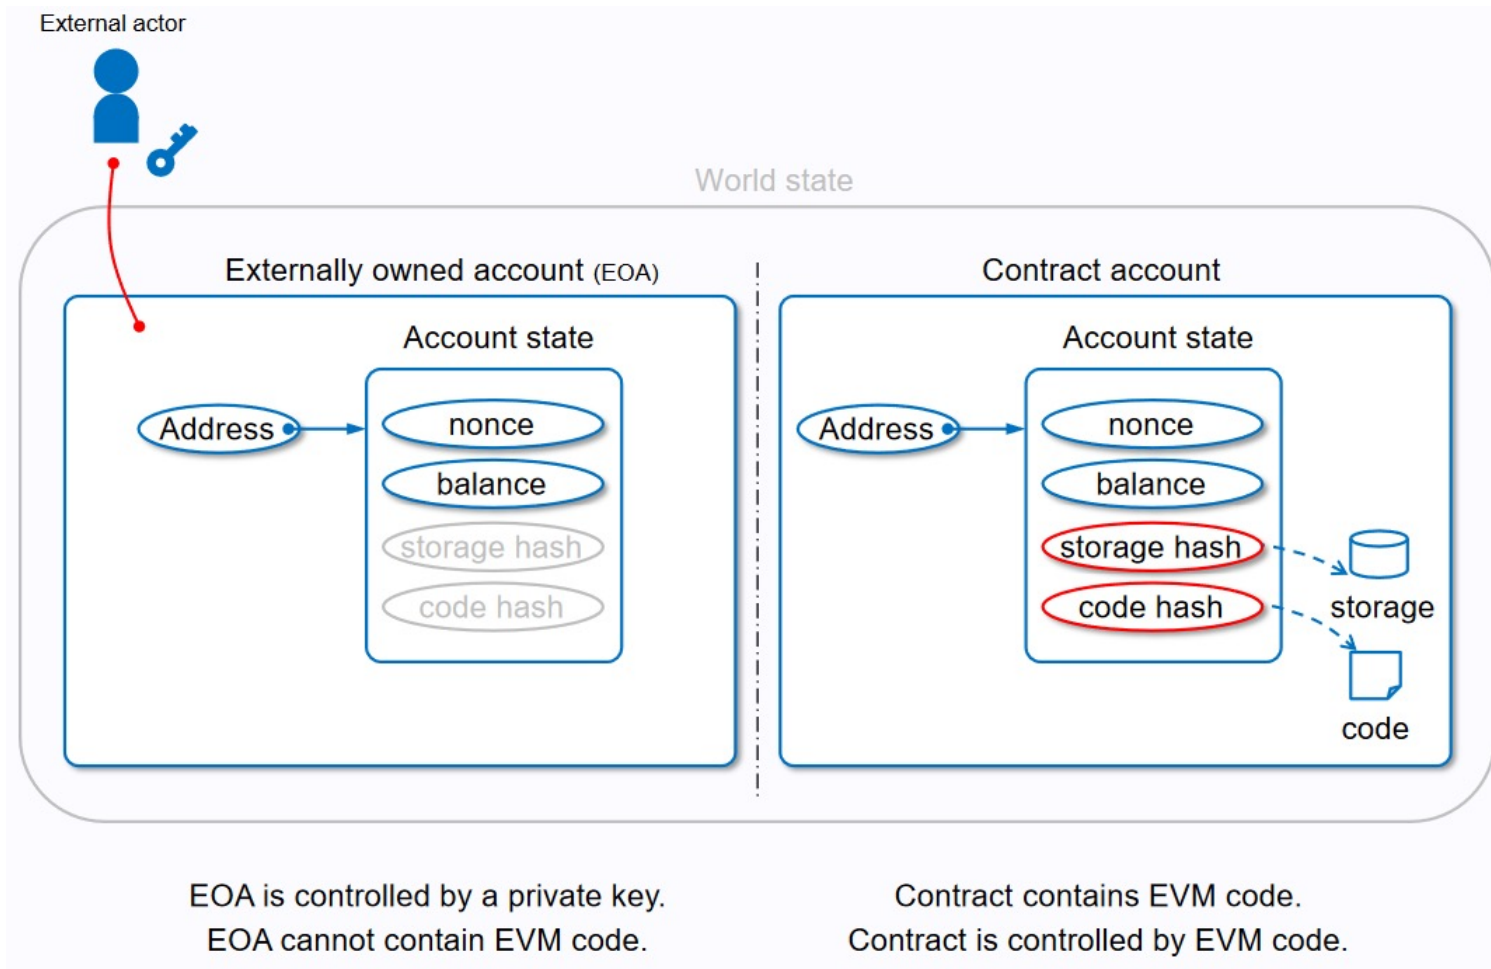 External actor
World state
Externally owned account (EOA)
Account state
Address
nonce
balance
storage hash
code hash
Contract account
Account state
Address
nonce
balance
storage hash
code hash
storage
code
EOA is controlled by a private key.
EOA cannot contain EVM code.
Contract contains EVM code.
Contract is controlled by EVM code.